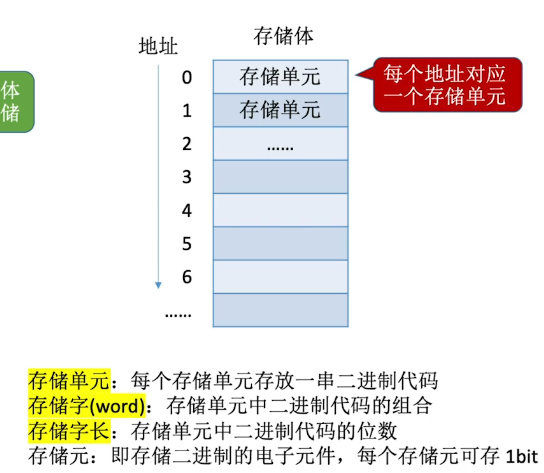 存储体
地址
体
储
0 存储单元
每个地址对应
一个存储单元
1 存储单元
2 ……
3
4
5
6
……
存储单元：每个存储单元存放一串二进制代码
存储字(word)：存储单元中二进制代码的组合
存储字长：存储单元中二进制代码的位数
存储元：即存储二进制的电子元件，每个存储元可存 1bit